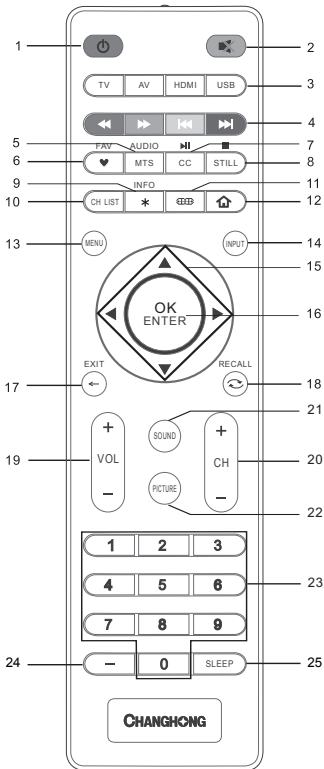 1
2
TV AV HDMI USB
3
4
5
FAV AUDIO
7
6
MTS CC STILL
8
9
INFO
11
10
CH LIST
12
13
MENU
INPUT
14
15
OK
ENTER
16
EXIT
RECALL
17
18
21
+
SOUND
+
19
VOL
CH
20
PICTURE
–
–
22
1 2 3
4 5 6
23
7 8 9
24
– 0 SLEEP
25
CHANGHONG